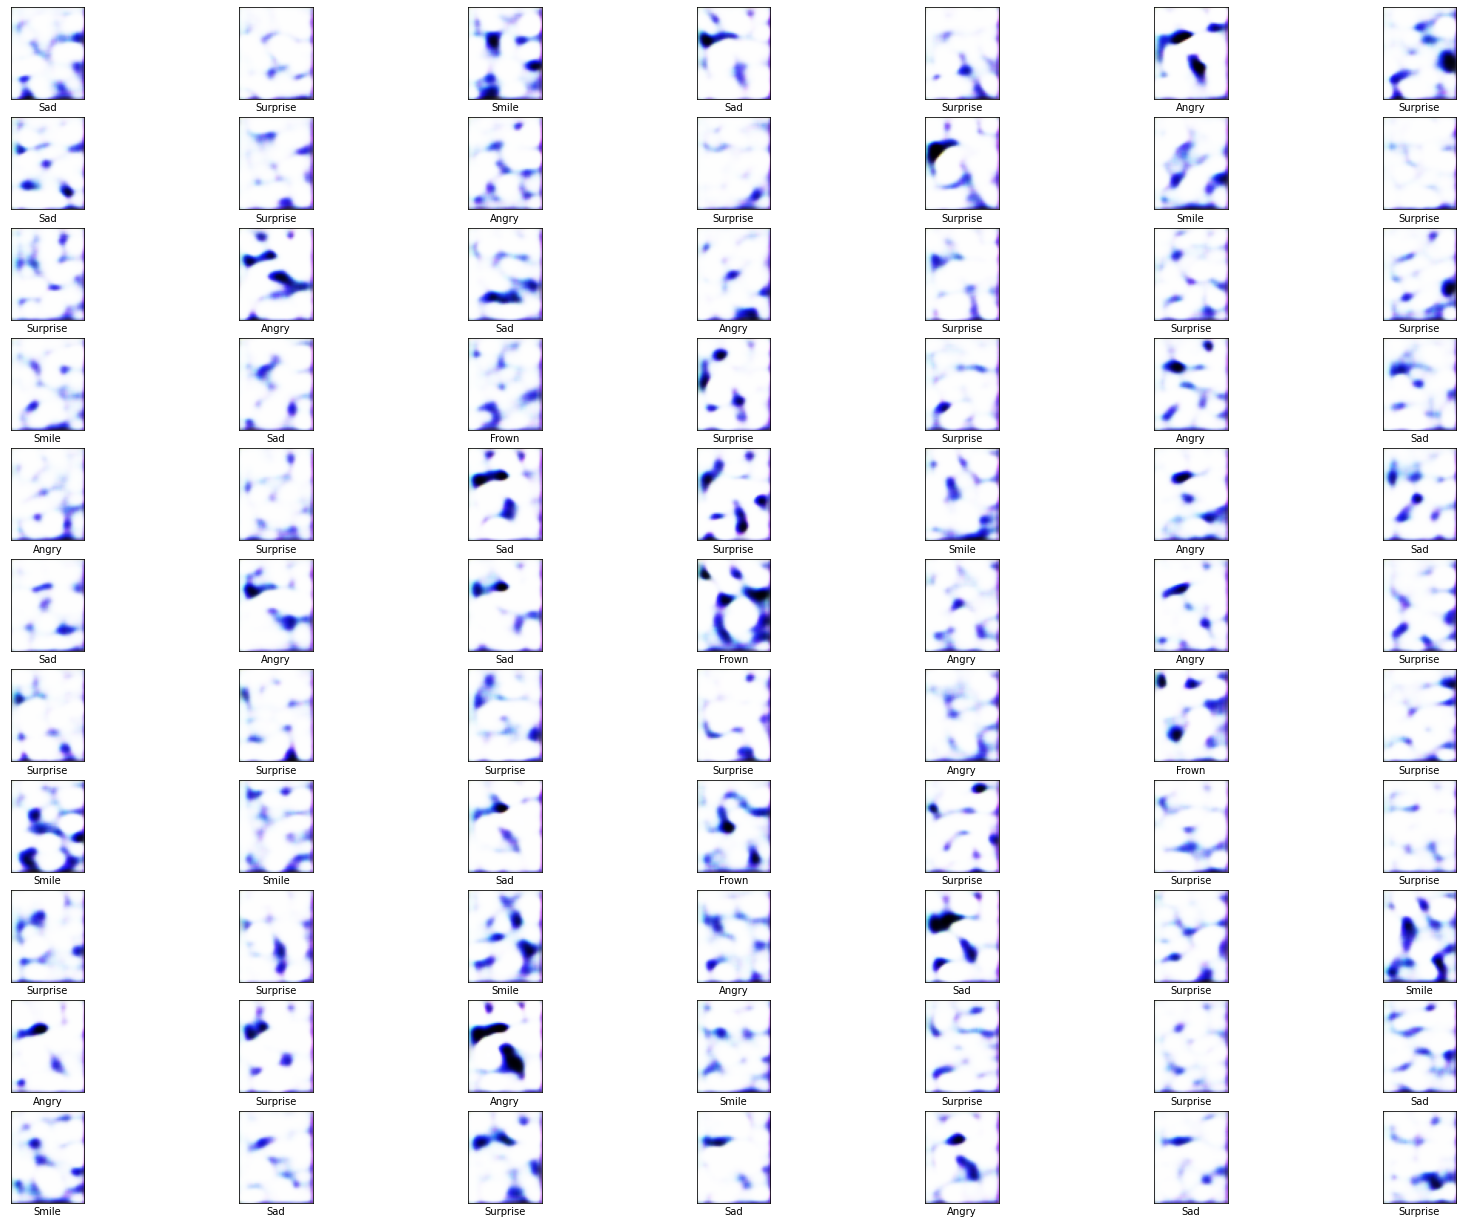 Sad Surprise Smile Sad Surprise Angry Surprise
Sad Surprise Angry Surprise Surprise Smile Surprise
Surprise Angry Sad Angry Surprise Surprise Surprise
Smile Sad Frown Surprise Surprise Angry Sad
Angry Surprise Sad Surprise Smile Angry Sad
Sad Angry Sad Frown Angry Angry Surprise
Surprise Surprise Surprise Surprise Angry Frown Surprise
Smile Smile Sad Frown Surprise Surprise Surprise
Surprise Surprise Smile Angry Sad Surprise Smile
Angry Surprise Angry Smile Surprise Surprise Sad
Smile Sad Surprise Sad Angry Sad Surprise